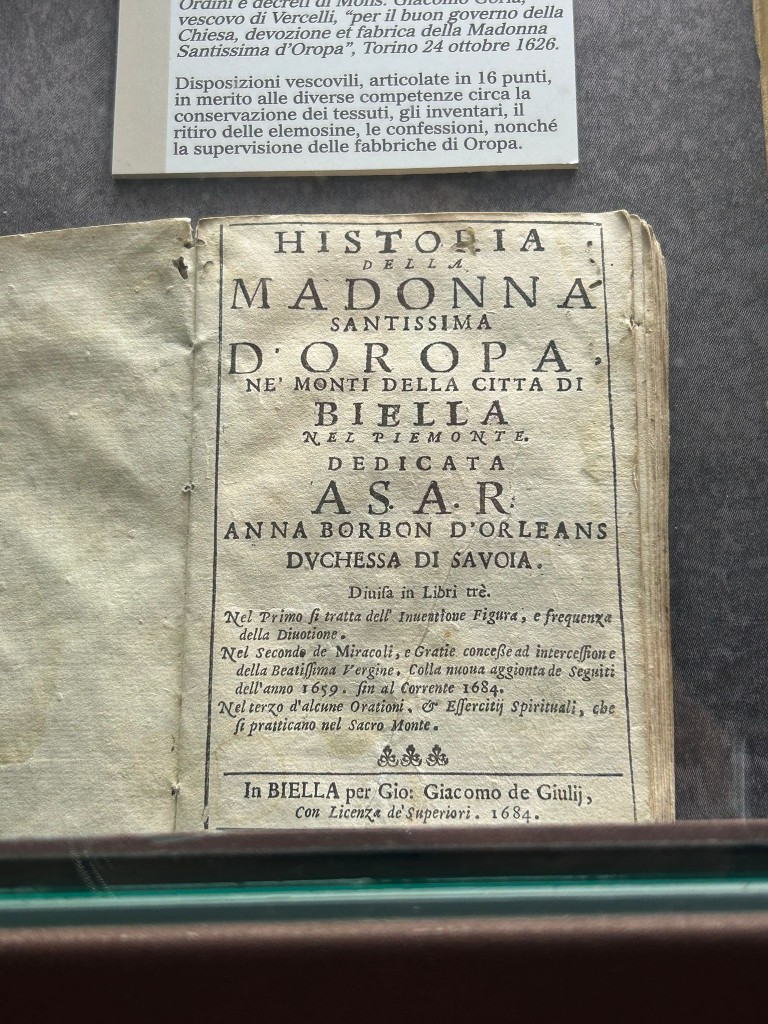 Ordini e decreti di Mons. Giacomo Goria,
vescovo di Vercelli, “per il buon governo della
Chiesa, devozione et fabrica della Madonna
Santissima d’Oropa”, Torino 24 ottobre 1626.
Disposizioni vescovili, articolate in 16 punti,
in merito alle diverse competenze circa la
conservazione dei tessuti, gli inventari, il
ritiro delle elemosine, le confessioni, nonché
la supervisione delle fabbriche di Oropa.
HISTORIA
DELLA
MADONNA
SANTISSIMA
D'OROPA.
NE' MONTI DELLA CITTA DI
BIELLA
NEL PIEMONTE.
DEDICATA
A S. A. R.
ANNA BORBON D'ORLEANS
DVCHESSA DI SAVOIA.
Diuiſa in Libri trè.
Nel Primo ſi tratta dell' Inuentione Figura, e frequenza
della Diuotione.
Nel Secondo de Miracoli, e Gratie conceſſe ad interceſſione
della Beatiſſima Vergine. Colla nuoua aggionta de Seguiti
dell'anno 1659. ſin al Corrente 1684.
Nel terzo d'alcune Orationi, & Eſſercitij Spirituali, che
ſi pratticano nel Sacro Monte.
In BIELLA per Gio: Giacomo de Giulij,
Con Licenza de' Superiori. 1684.